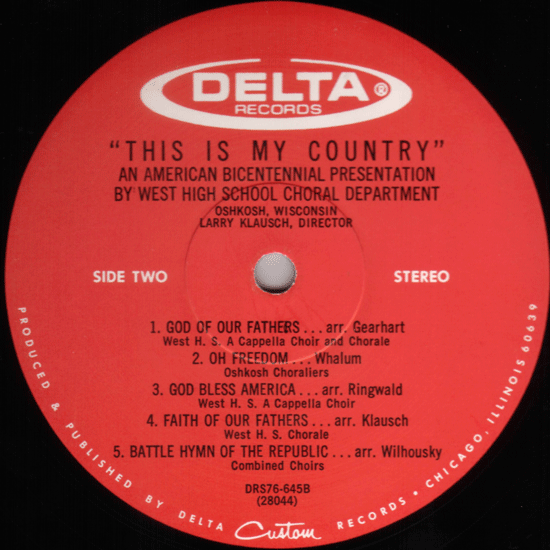 DELTA®
RECORDS
"THIS IS MY COUNTRY"
AN AMERICAN BICENTENNIAL PRESENTATION
BY WEST HIGH SCHOOL CHORAL DEPARTMENT
OSHKOSH, WISCONSIN
LARRY KLAUSCH, DIRECTOR
SIDE TWO
STEREO
1. GOD OF OUR FATHERS . . . arr. Gearhart
West H. S. A Cappella Choir and Chorale
2. OH FREEDOM . . . Whalum
Oshkosh Choraliers
3. GOD BLESS AMERICA . . . arr. Ringwald
West H. S. A Cappella Choir
4. FAITH OF OUR FATHERS . . . arr. Klausch
West H. S. Chorale
5. BATTLE HYMN OF THE REPUBLIC . . . arr. Wilhousky
Combined Choirs
DRS76-645B
(28044)
PRODUCED & PUBLISHED BY DELTA Custom RECORDS • CHICAGO, ILLINOIS 60639